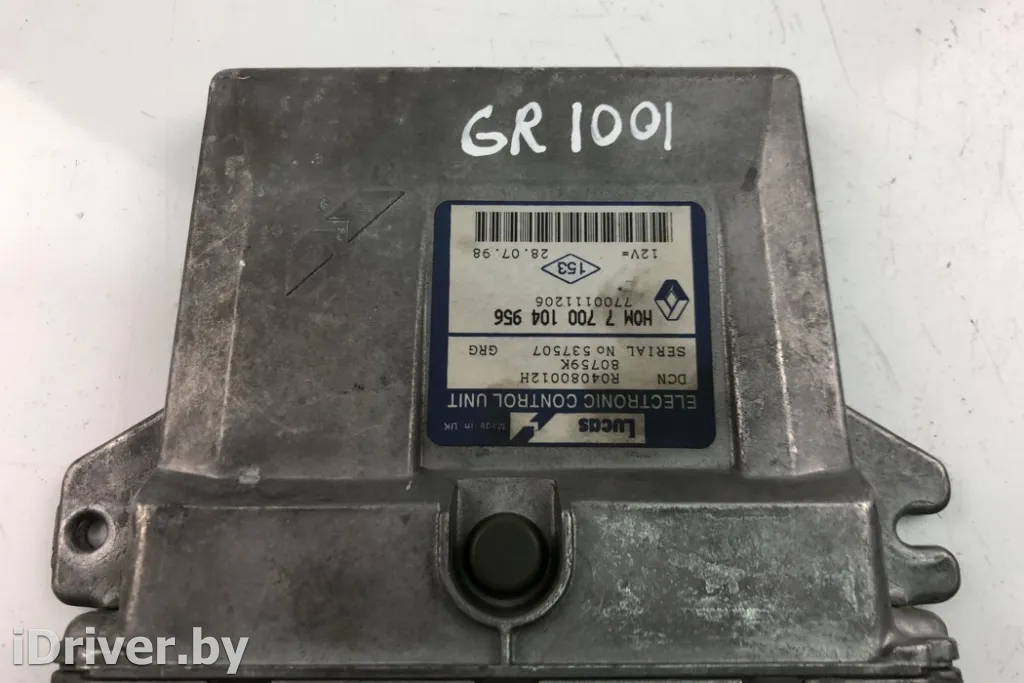 GR 1001
Lucas
Made in UK
ELECTRONIC CONTROL UNIT
DCN R04080012H
80759K
SERIAL No 537507 GRG
HOM 7 700 104 956
7700111206
153
12V= 28.07.98
iDriver.by